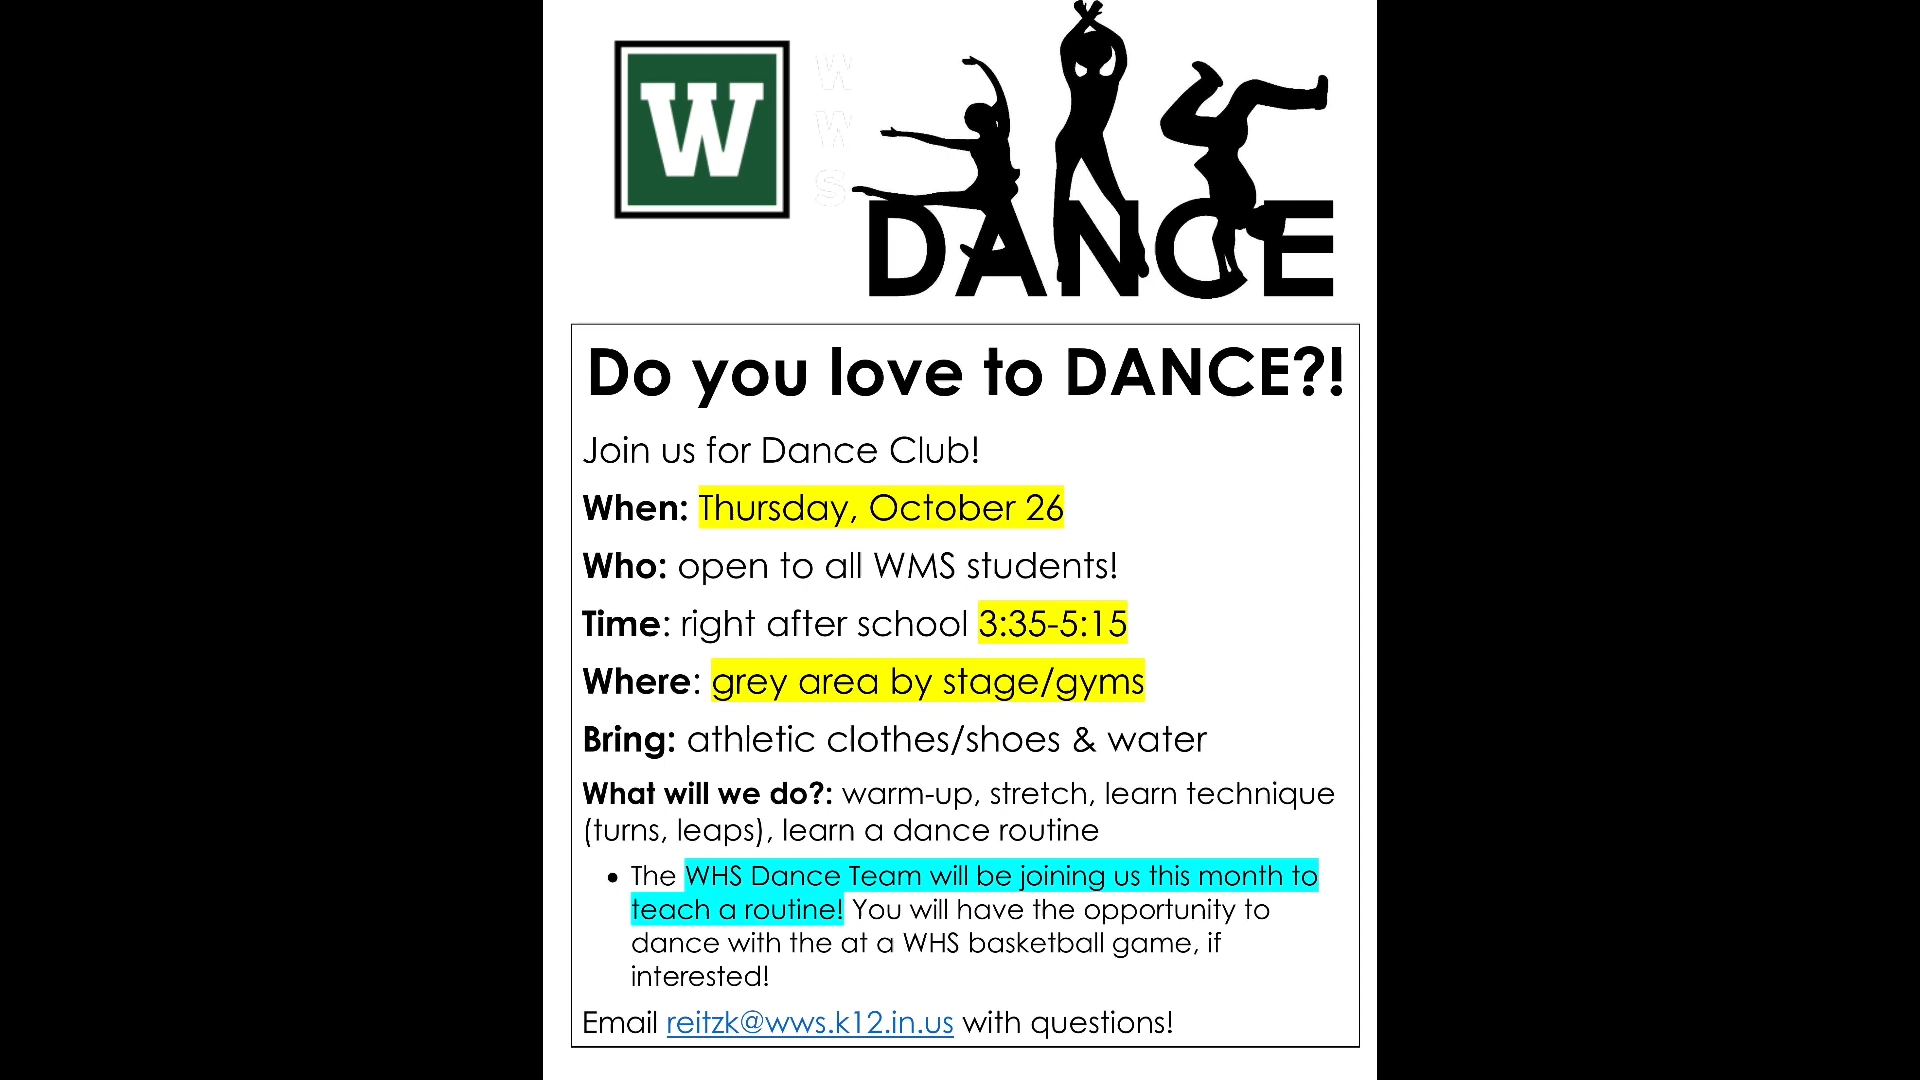 W
W
W
S
DANCE
Do you love to DANCE?!
Join us for Dance Club!
When: Thursday, October 26
Who: open to all WMS students!
Time: right after school 3:35-5:15
Where: grey area by stage/gyms
Bring: athletic clothes/shoes & water
What will we do?: warm-up, stretch, learn technique
(turns, leaps), learn a dance routine
• The WHS Dance Team will be joining us this month to
teach a routine! You will have the opportunity to
dance with the at a WHS basketball game, if
interested!
Email reitzk@wws.k12.in.us with questions!